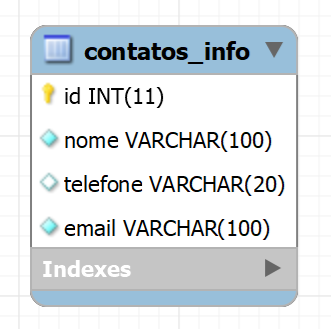 contatos_info
id INT(11)
nome VARCHAR(100)
telefone VARCHAR(20)
email VARCHAR(100)
Indexes